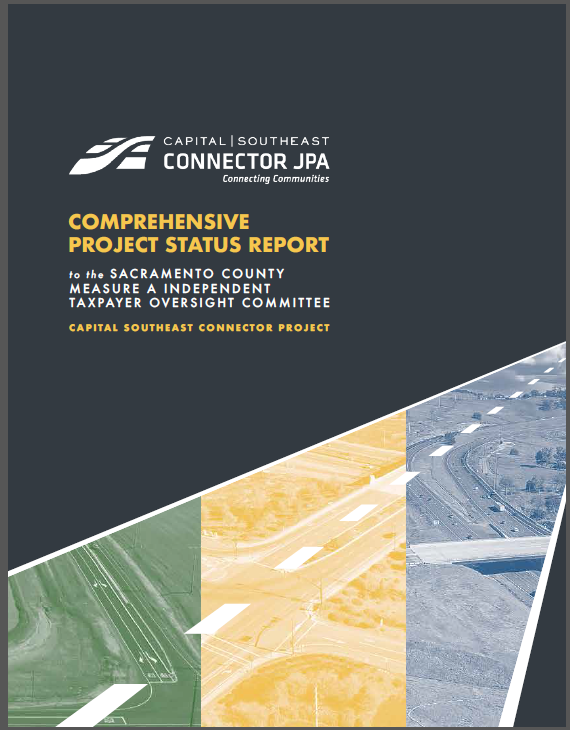 CAPITAL | SOUTHEAST
CONNECTOR JPA
Connecting Communities
COMPREHENSIVE
PROJECT STATUS REPORT
to the SACRAMENTO COUNTY
MEASURE A INDEPENDENT
TAXPAYER OVERSIGHT COMMITTEE
CAPITAL SOUTHEAST CONNECTOR PROJECT